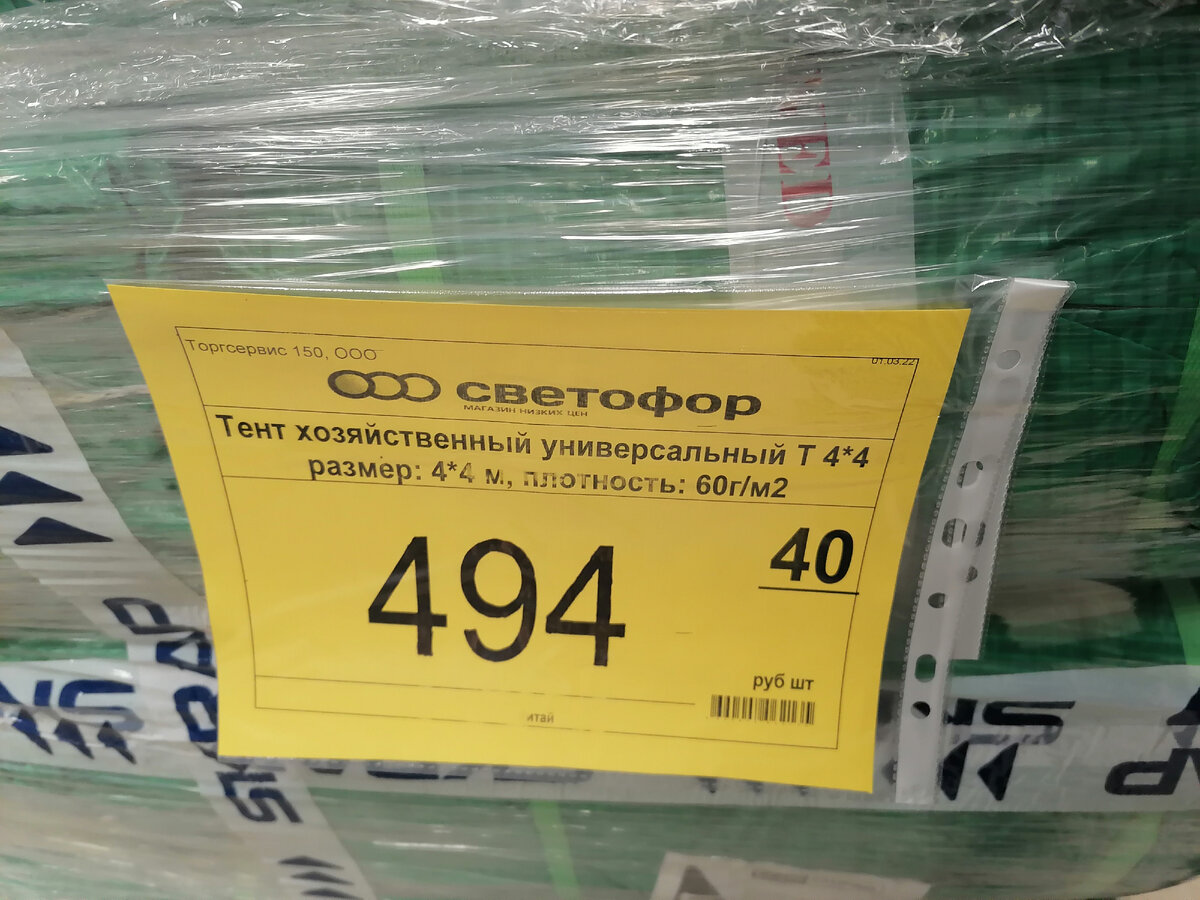 Торгсервис 150, ООО
01.03.22
светофор
МАГАЗИН НИЗКИХ ЦЕН
Тент хозяйственный универсальный Т 4*4
размер: 4*4 м, плотность: 60г/м2
494
40
руб шт
итай